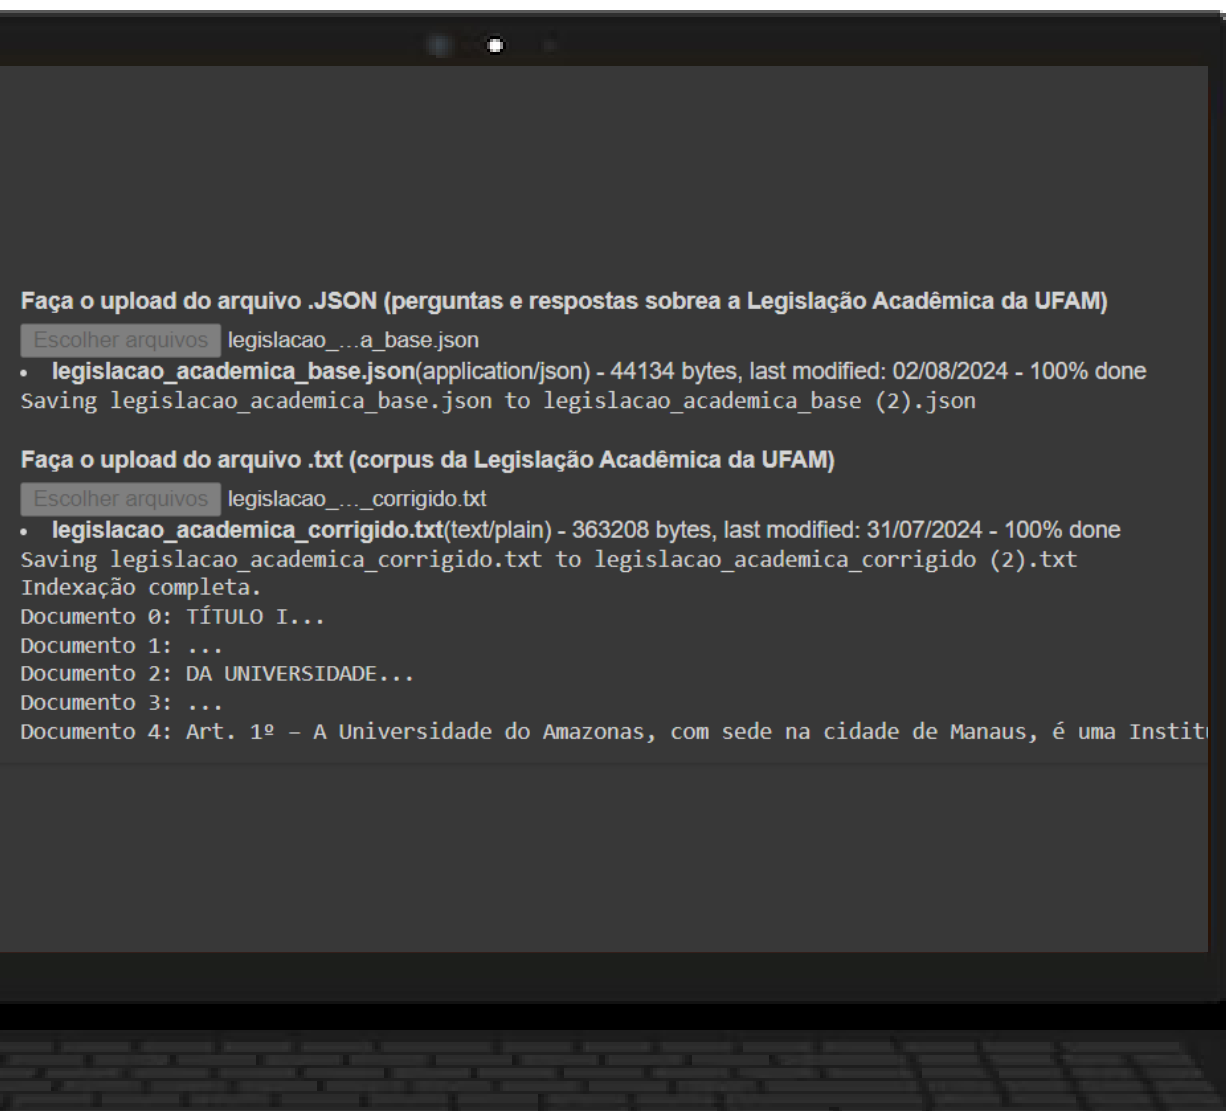 Faça o upload do arquivo .JSON (perguntas e respostas sobrea a Legislação Acadêmica da UFAM)
Escolher arquivos legislacao_...a_base.json
• legislacao_academica_base.json(application/json) - 44134 bytes, last modified: 02/08/2024 - 100% done
Saving legislacao_academica_base.json to legislacao_academica_base (2).json
Faça o upload do arquivo .txt (corpus da Legislação Acadêmica da UFAM)
Escolher arquivos legislacao_..._corrigido.txt
• legislacao_academica_corrigido.txt(text/plain) - 363208 bytes, last modified: 31/07/2024 - 100% done
Saving legislacao_academica_corrigido.txt to legislacao_academica_corrigido (2).txt
Indexação completa.
Documento 0: TÍTULO I...
Documento 1: ...
Documento 2: DA UNIVERSIDADE...
Documento 3: ...
Documento 4: Art. 1º – A Universidade do Amazonas, com sede na cidade de Manaus, é uma Instit